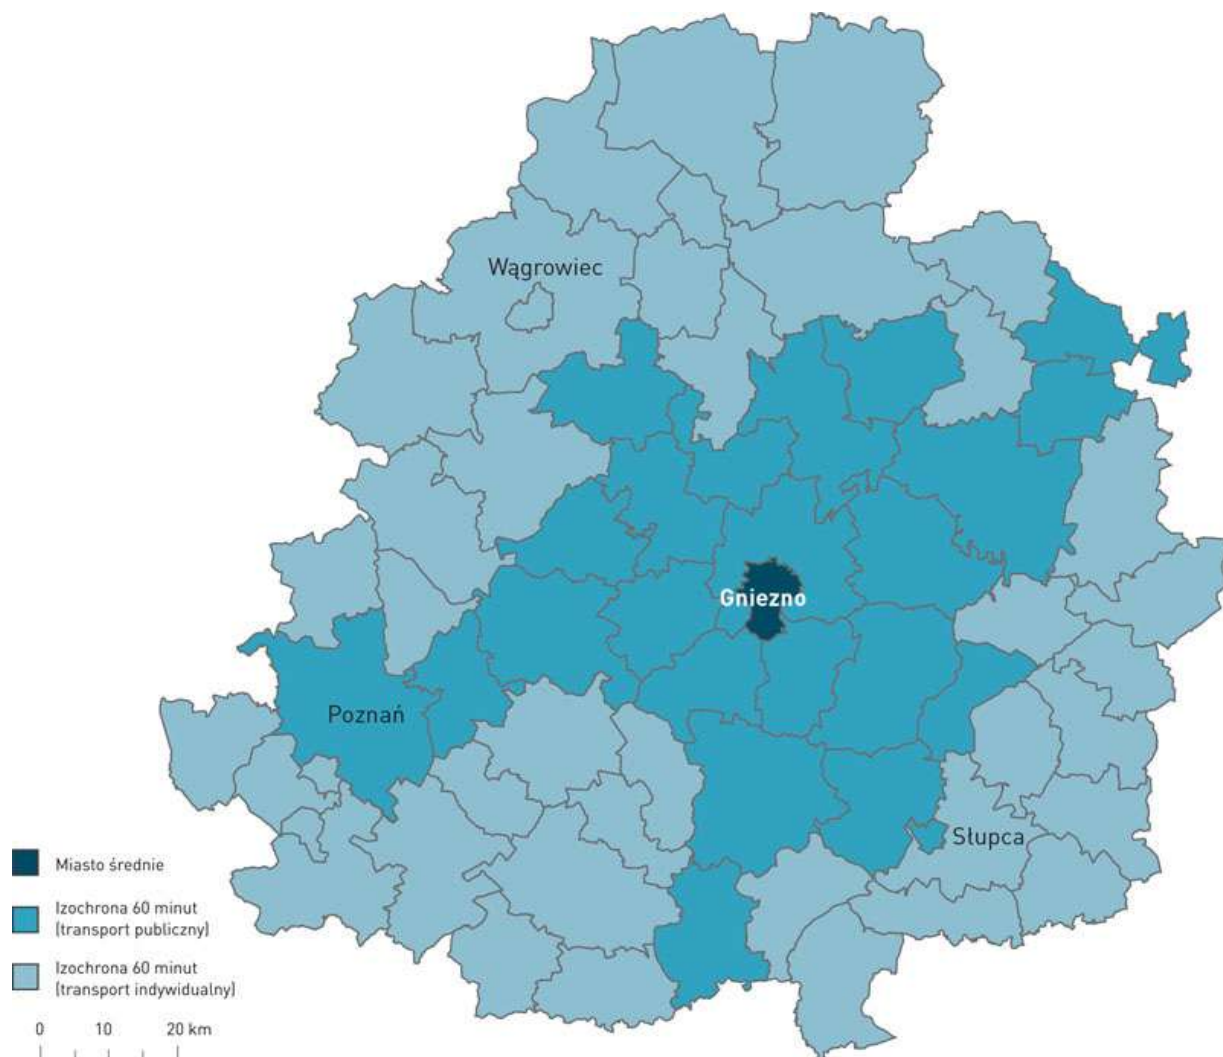 Wągrowiec
Gniezno
Poznań
Słupca
Miasto średnie
Izochrona 60 minut
(transport publiczny)
Izochrona 60 minut
(transport indywidualny)
0 10 20 km